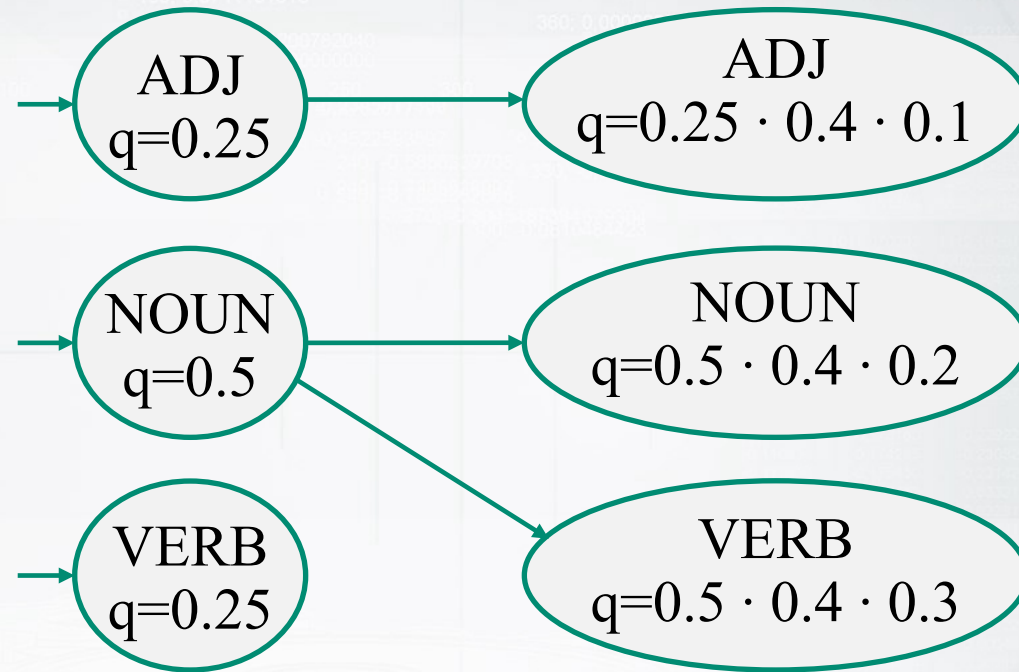 ADJ
q=0.25
ADJ
q=0.25 · 0.4 · 0.1
NOUN
q=0.5
NOUN
q=0.5 · 0.4 · 0.2
VERB
q=0.25
VERB
q=0.5 · 0.4 · 0.3